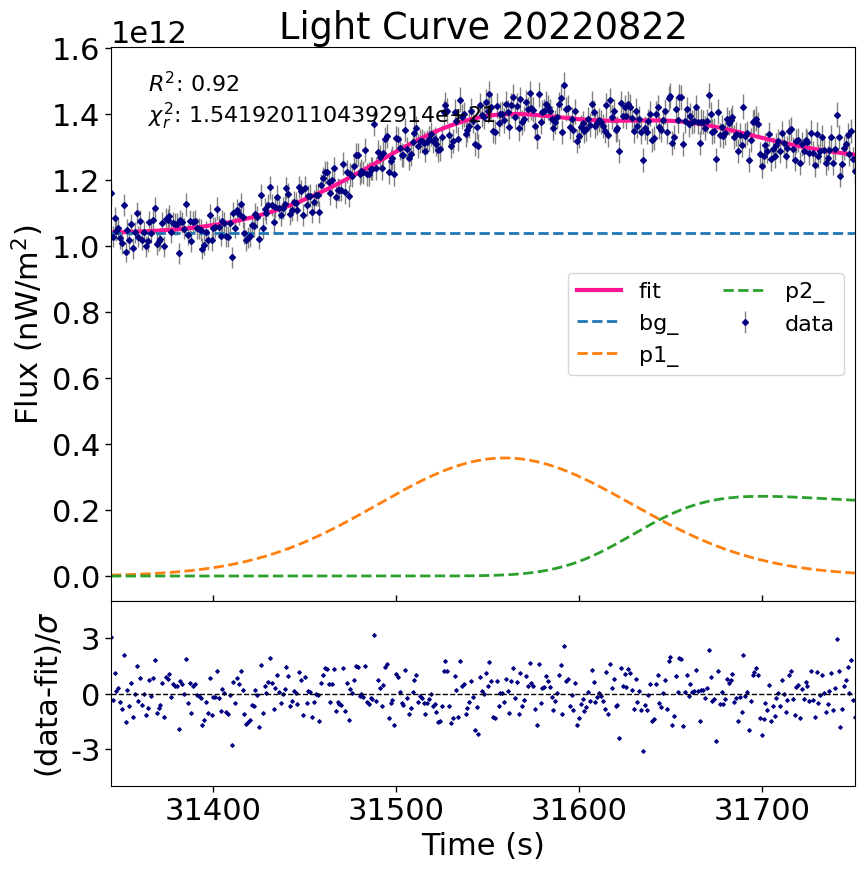 Light Curve 20220822
1e12
R²: 0.92
χ²ᵣ: 1.5419201104392914e+21
1.6
1.4
1.2
1.0
0.8
0.6
0.4
0.2
0.0
Flux (nW/m²)
fit
bg_
p1_
p2_
data
3
0
-3
(data-fit)/σ
31400
31500
31600
31700
Time (s)